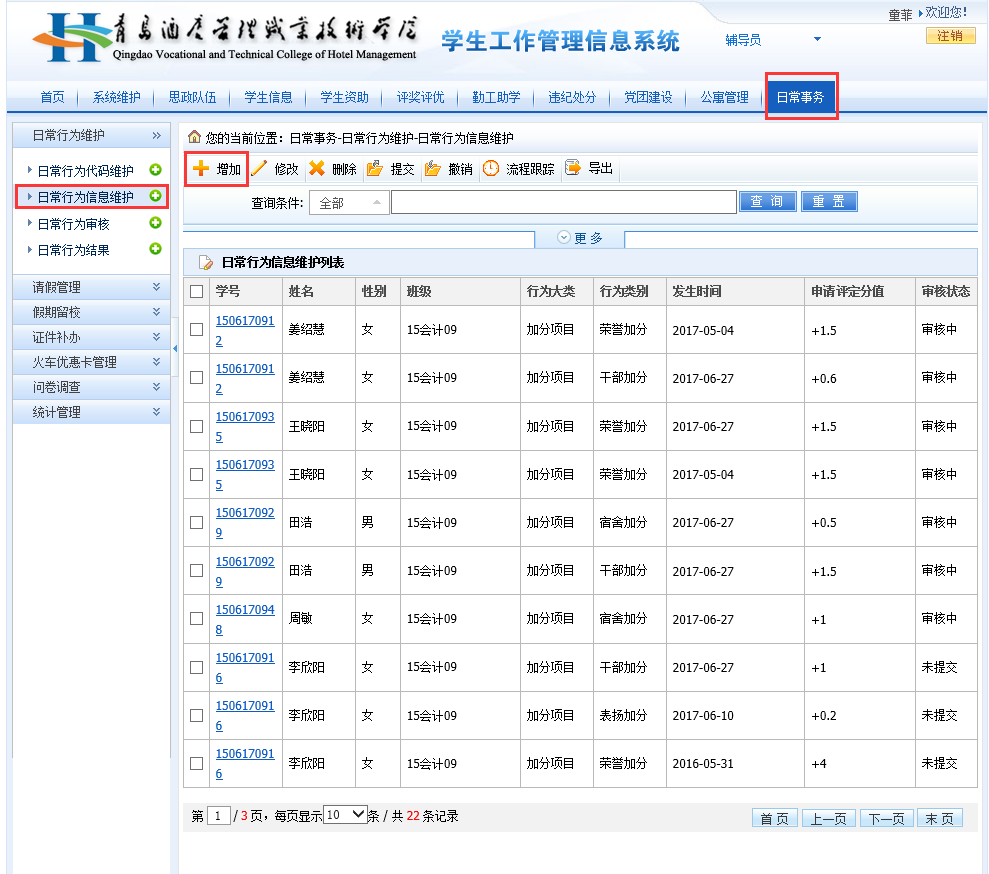 青岛酒店管理职业技术学院
Qingdao Vocational and Technical College of Hotel Management
学生工作管理信息系统
辅导员
童菲 欢迎您!
注销
首页 系统维护 思政队伍 学生信息 学生资助 评奖评优 勤工助学 违纪处分 党团建设 公寓管理 日常事务
日常行为维护
日常行为代码维护
日常行为信息维护
日常行为审核
日常行为结果
请假管理
假期留校
证件补办
火车优惠卡管理
问卷调查
统计管理
您的当前位置：日常事务-日常行为维护-日常行为信息维护
增加 修改 删除 提交 撤销 流程跟踪 导出
查询条件: 全部 查 询 重 置
更 多
日常行为信息维护列表
学号 姓名 性别 班级 行为大类 行为类别 发生时间 申请评定分值 审核状态
1506170912 姜绍慧 女 15会计09 加分项目 荣誉加分 2017-05-04 +1.5 审核中
1506170912 姜绍慧 女 15会计09 加分项目 干部加分 2017-06-27 +0.6 审核中
1506170935 王晓阳 女 15会计09 加分项目 荣誉加分 2017-06-27 +1.5 审核中
1506170935 王晓阳 女 15会计09 加分项目 荣誉加分 2017-05-04 +1.5 审核中
1506170929 田浩 男 15会计09 加分项目 宿舍加分 2017-06-27 +0.5 审核中
1506170929 田浩 男 15会计09 加分项目 干部加分 2017-06-27 +1.5 审核中
1506170948 周敏 女 15会计09 加分项目 宿舍加分 2017-06-27 +1 审核中
1506170916 李欣阳 女 15会计09 加分项目 干部加分 2017-06-27 +1 未提交
1506170916 李欣阳 女 15会计09 加分项目 表扬加分 2017-06-10 +0.2 未提交
1506170916 李欣阳 女 15会计09 加分项目 荣誉加分 2016-05-31 +4 未提交
第 1 / 3 页，每页显示 10 条 / 共 22 条记录
首 页 上一页 下一页 末 页